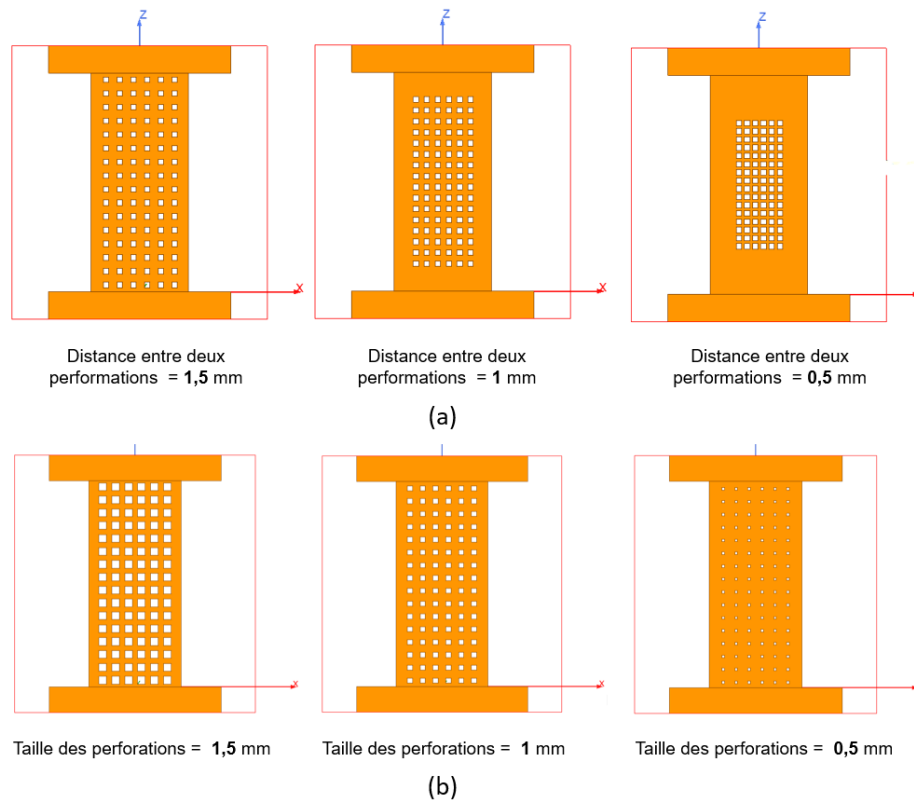 z
z
z
x
x
Distance entre deux
performations = 1,5 mm
Distance entre deux
performations = 1 mm
Distance entre deux
performations = 0,5 mm
(a)
x
Taille des perforations = 1,5 mm
Taille des perforations = 1 mm
Taille des perforations = 0,5 mm
(b)